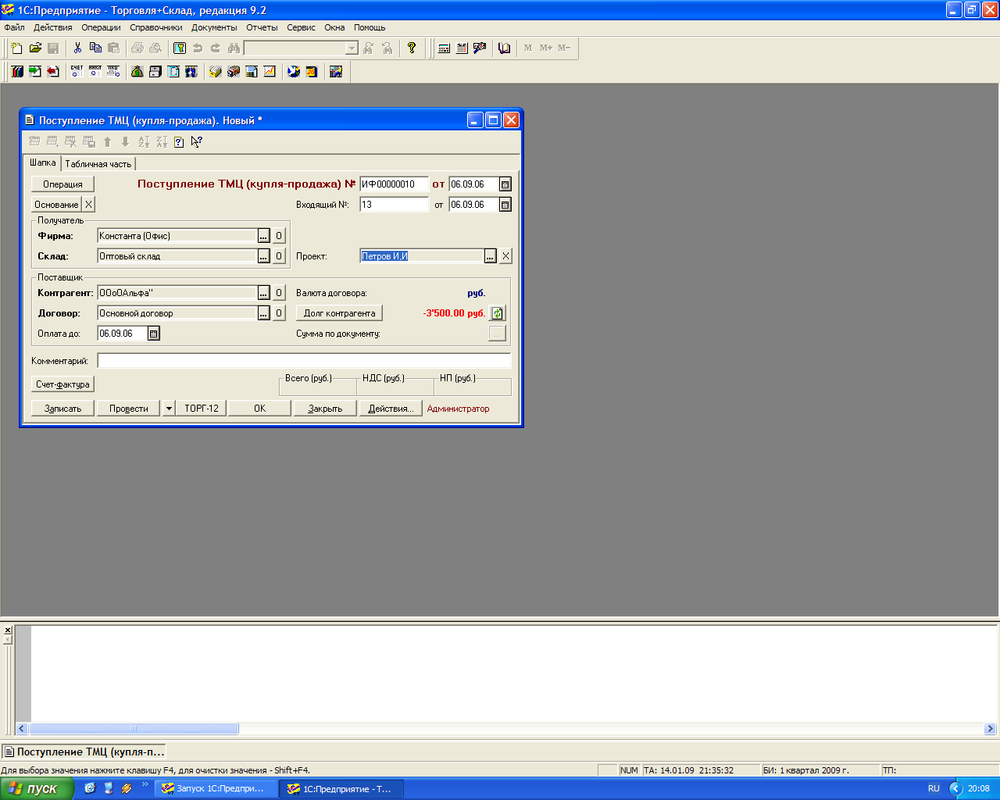 1С:Предприятие - Торговля+Склад, редакция 9.2
Файл Действия Операции Справочники Документы Отчеты Сервис Окна Помощь
M M+ M-
СЧЕТ НАКЛ ПКО
Поступление ТМЦ (купля-продажа). Новый *
Шапка Табличная часть
Операция Поступление ТМЦ (купля-продажа) № ИФ00000010 от 06.09.06
Основание X Входящий №: 13 от 06.09.06
Получатель
Фирма: Константа (Офис) ... 0
Склад: Оптовый склад ... 0 Проект: Петров И,И ... X
Поставщик
Контрагент: ООоОАльфа" ... 0 Валюта договора: руб.
Договор: Основной договор ... 0 Долг контрагента -3'500.00 руб.
Оплата до: 06.09.06 Сумма по документу: ...
Комментарий:
Счет-фактура Всего (руб.) НДС (руб.) НП (руб.)
Записать Провести ТОРГ-12 OK Закрыть Действия... Администратор
Поступление ТМЦ (купля-п...
Для выбора значения нажмите клавишу F4, для очистки значения - Shift+F4. NUM ТА: 14.01.09 21:35:32 БИ: 1 квартал 2009 г. ТП:
пуск Запуск 1С:Предпри... 1С:Предприятие - Т... RU 20:08